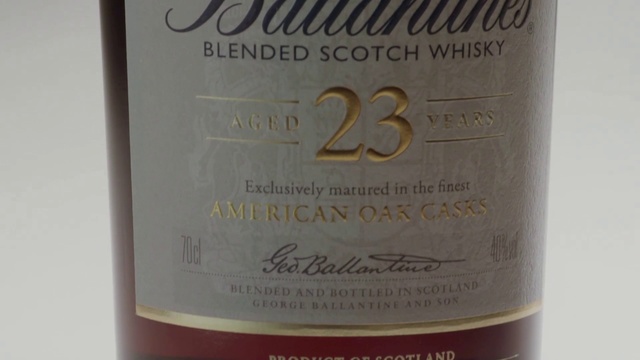 Ballantine's
BLENDED SCOTCH WHISKY
AGED 23 YEARS
Exclusively matured in the finest
AMERICAN OAK CASKS
70cl 40%vol
Geo. Ballantine
BLENDED AND BOTTLED IN SCOTLAND
GEORGE BALLANTINE AND SON
PRODUCT OF SCOTLAND